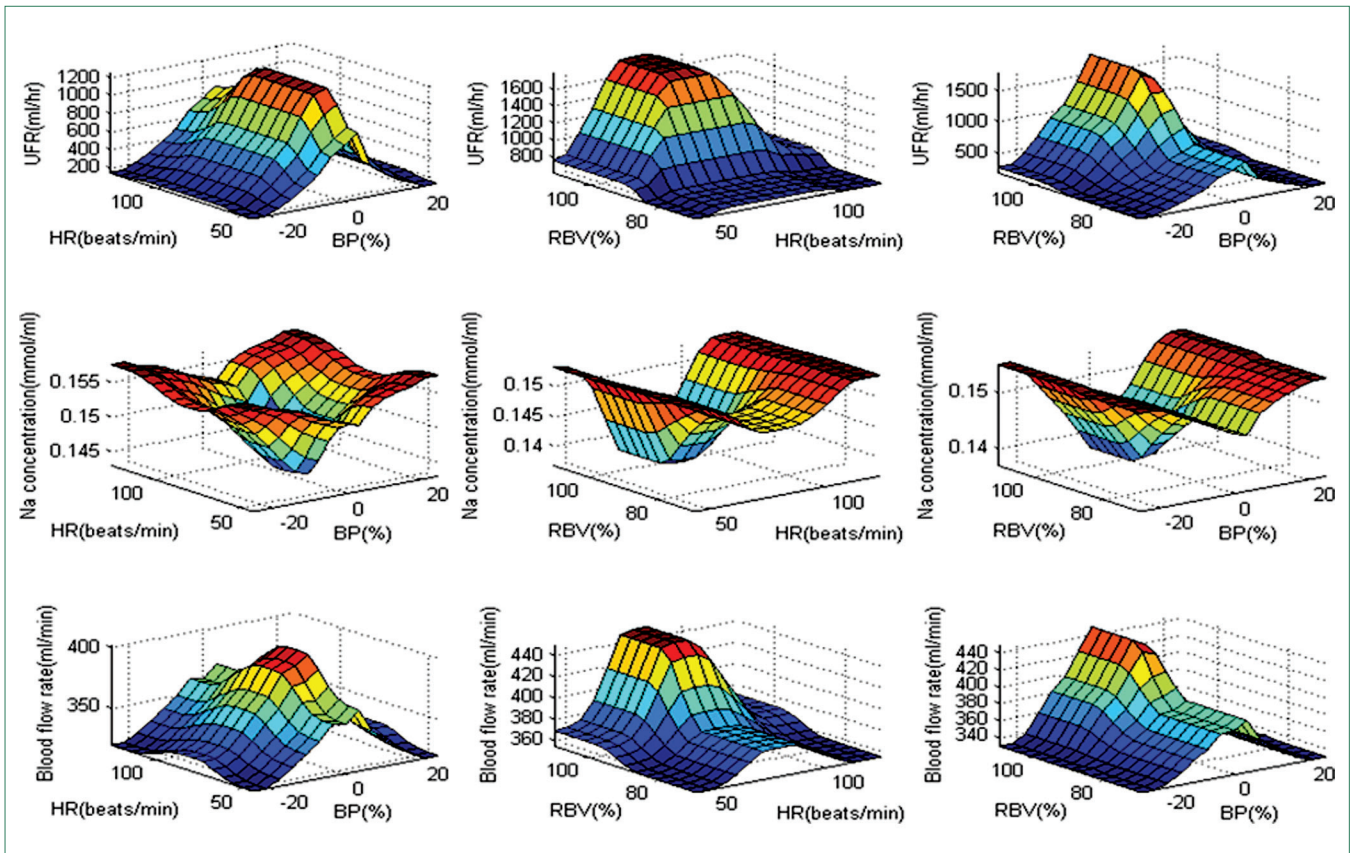 UFR(ml/hr)
1200
1000
800
600
400
200
100
50
-20
0
20
HR(beats/min)
BP(%)
UFR(ml/hr)
1600
1400
1200
1000
800
100
80
50
100
RBV(%)
HR(beats/min)
UFR(ml/hr)
1500
1000
500
100
80
-20
0
20
RBV(%)
BP(%)
Na concentration(mmol/ml)
0.155
0.15
0.145
100
50
-20
0
20
HR(beats/min)
BP(%)
Na concentration(mmol/ml)
0.15
0.145
0.14
100
80
50
100
RBV(%)
HR(beats/min)
Na concentration(mmol/ml)
0.15
0.14
100
80
-20
0
20
RBV(%)
BP(%)
Blood flow rate(ml/min)
400
350
100
50
-20
0
20
HR(beats/min)
BP(%)
Blood flow rate(ml/min)
440
420
400
380
360
100
80
50
100
RBV(%)
HR(beats/min)
Blood flow rate(ml/min)
440
420
400
380
360
340
100
80
-20
0
20
RBV(%)
BP(%)